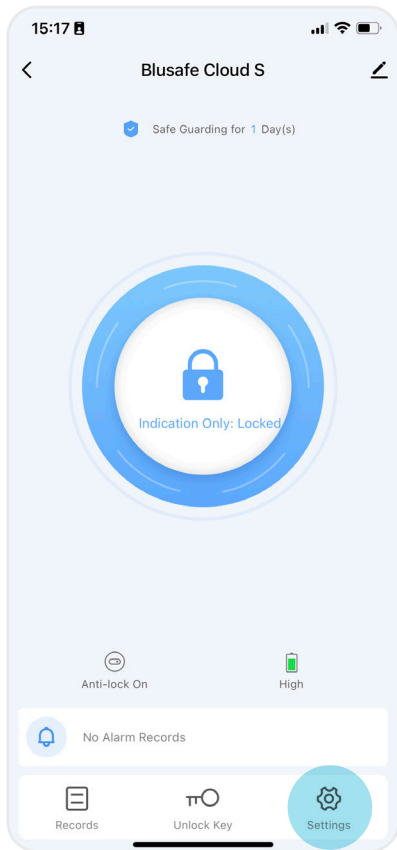 15:17
Blusafe Cloud S
Safe Guarding for 1 Day(s)
Indication Only: Locked
Anti-lock On
High
No Alarm Records
Records
Unlock Key
Settings